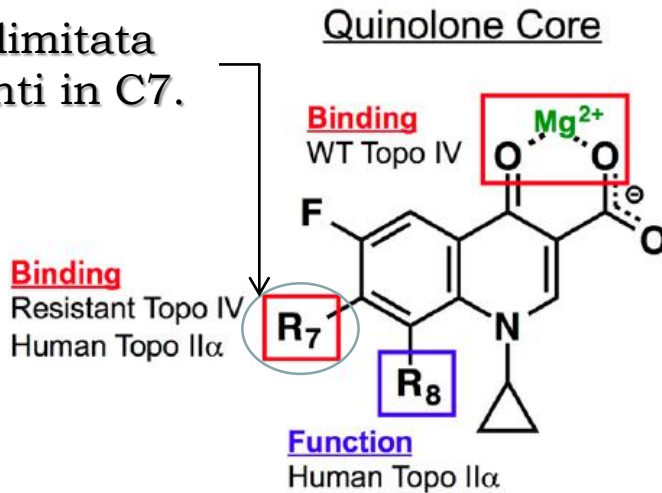 limitata
nti in C7.
Quinolone Core
Binding
WT Topo IV
Mg2+
O
O
⊖
O
F
Binding
Resistant Topo IV
Human Topo IIα
R7
R8
N
Function
Human Topo IIα